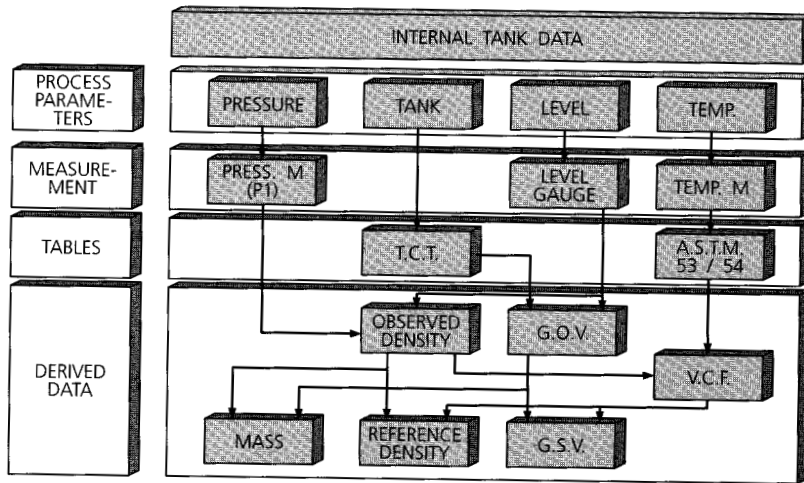 INTERNAL TANK DATA
PROCESS
PARAME-
TERS
PRESSURE
TANK
LEVEL
TEMP.
MEASURE-
MENT
PRESS. M
(P1)
LEVEL
GAUGE
TEMP. M
TABLES
T.C.T.
A.S.T.M.
53 / 54
DERIVED
DATA
OBSERVED
DENSITY
G.O.V.
V.C.F.
MASS
REFERENCE
DENSITY
G.S.V.